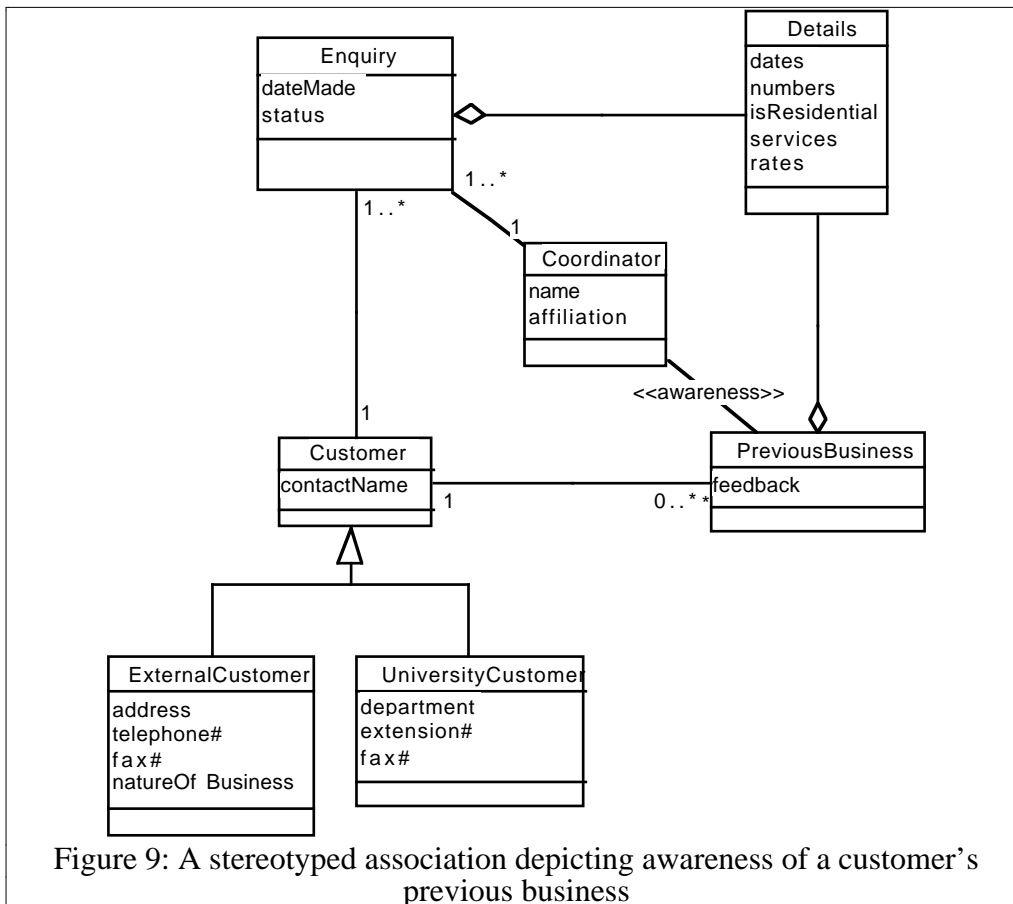 Enquiry
dateMade
status
Details
dates
numbers
isResidential
services
rates
1..*
1..*
1
Coordinator
name
affiliation
<<awareness>>
1
Customer
contactName
1
0..* *
PreviousBusiness
feedback
ExternalCustomer
address
telephone#
fax#
natureOf Business
UniversityCustomer
department
extension#
fax#
Figure 9: A stereotyped association depicting awareness of a customer's
previous business